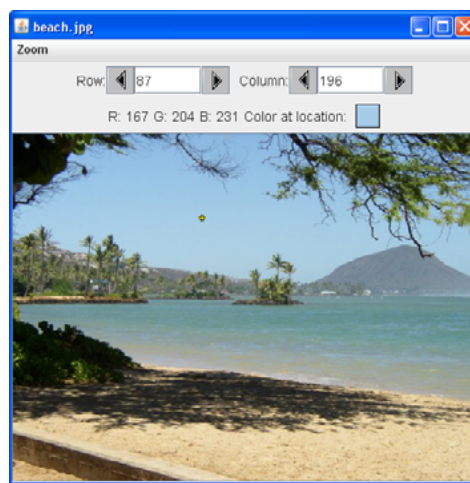 beach.jpg
Zoom
Row: 87 Column: 196
R: 167 G: 204 B: 231 Color at location: